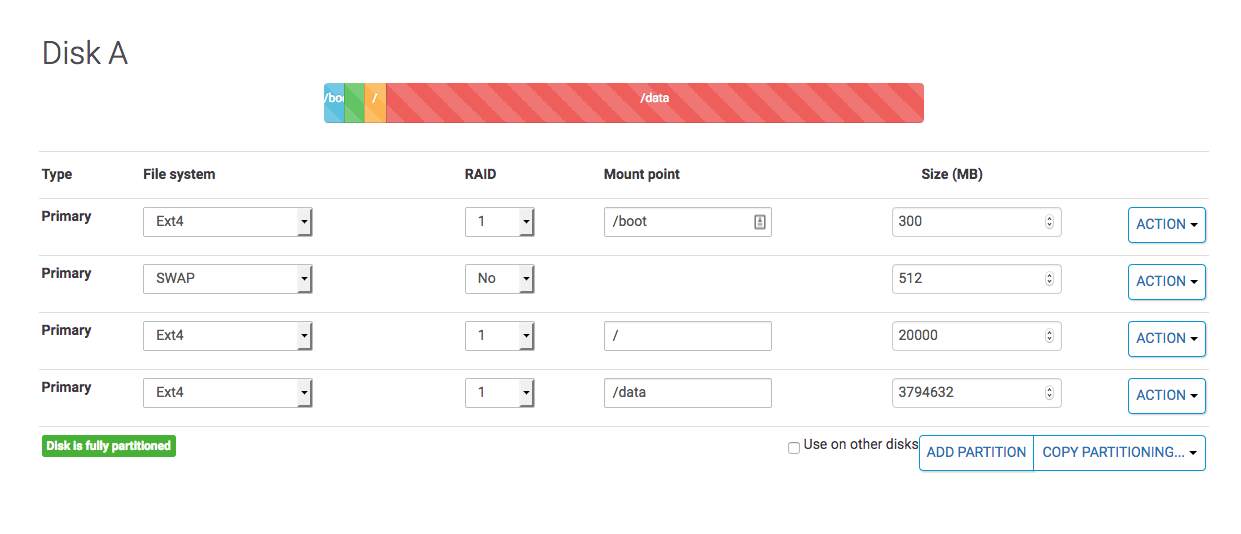 Disk A
/boo / /data
Type File system RAID Mount point Size (MB)
Primary Ext4 1 /boot 300 ACTION
Primary SWAP No 512 ACTION
Primary Ext4 1 / 20000 ACTION
Primary Ext4 1 /data 3794632 ACTION
Disk is fully partitioned Use on other disks ADD PARTITION COPY PARTITIONING...